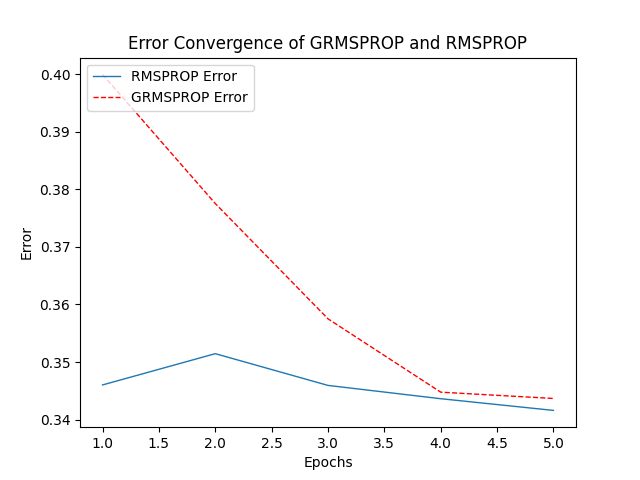 Error Convergence of GRMSPROP and RMSPROP
RMSPROP Error
GRMSPROP Error
0.40
0.39
0.38
0.37
0.36
0.35
0.34
Error
1.0 1.5 2.0 2.5 3.0 3.5 4.0 4.5 5.0
Epochs